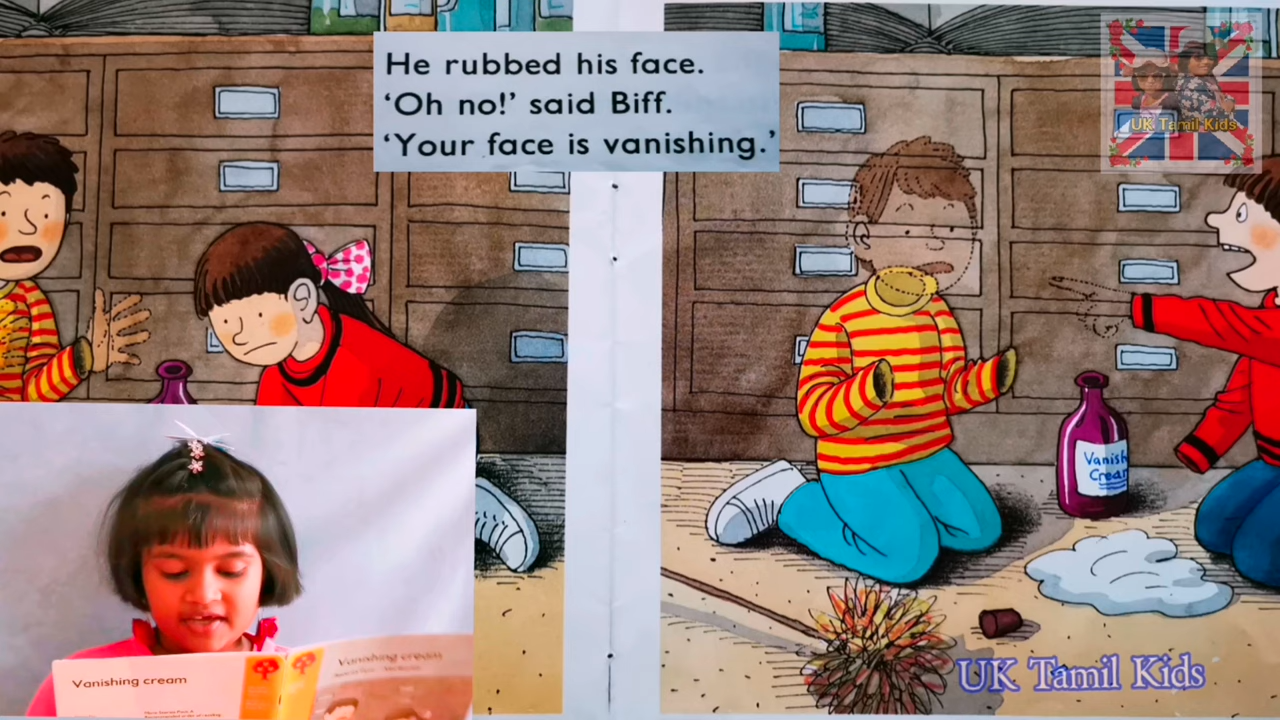 He rubbed his face.
‘Oh no!’ said Biff.
‘Your face is vanishing.’
UK Tamil Kids
Vanish
Cream
Vanishing cream
Vanishing cream
UK Tamil Kids